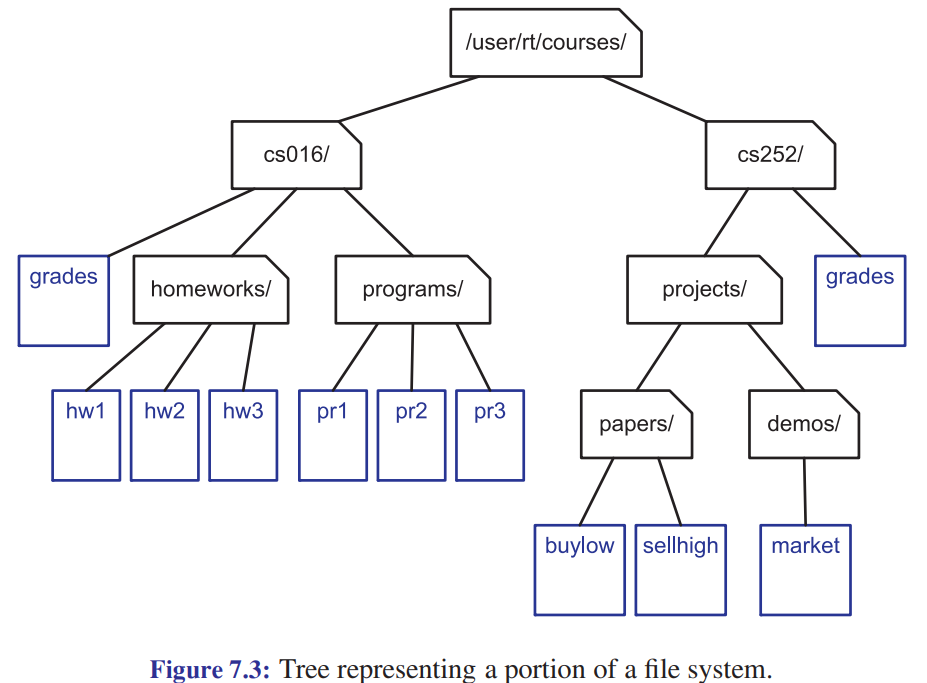 /user/rt/courses/
cs016/
cs252/
grades
homeworks/
programs/
projects/
grades
hw1
hw2
hw3
pr1
pr2
pr3
papers/
demos/
buylow
sellhigh
market
Figure 7.3: Tree representing a portion of a file system.